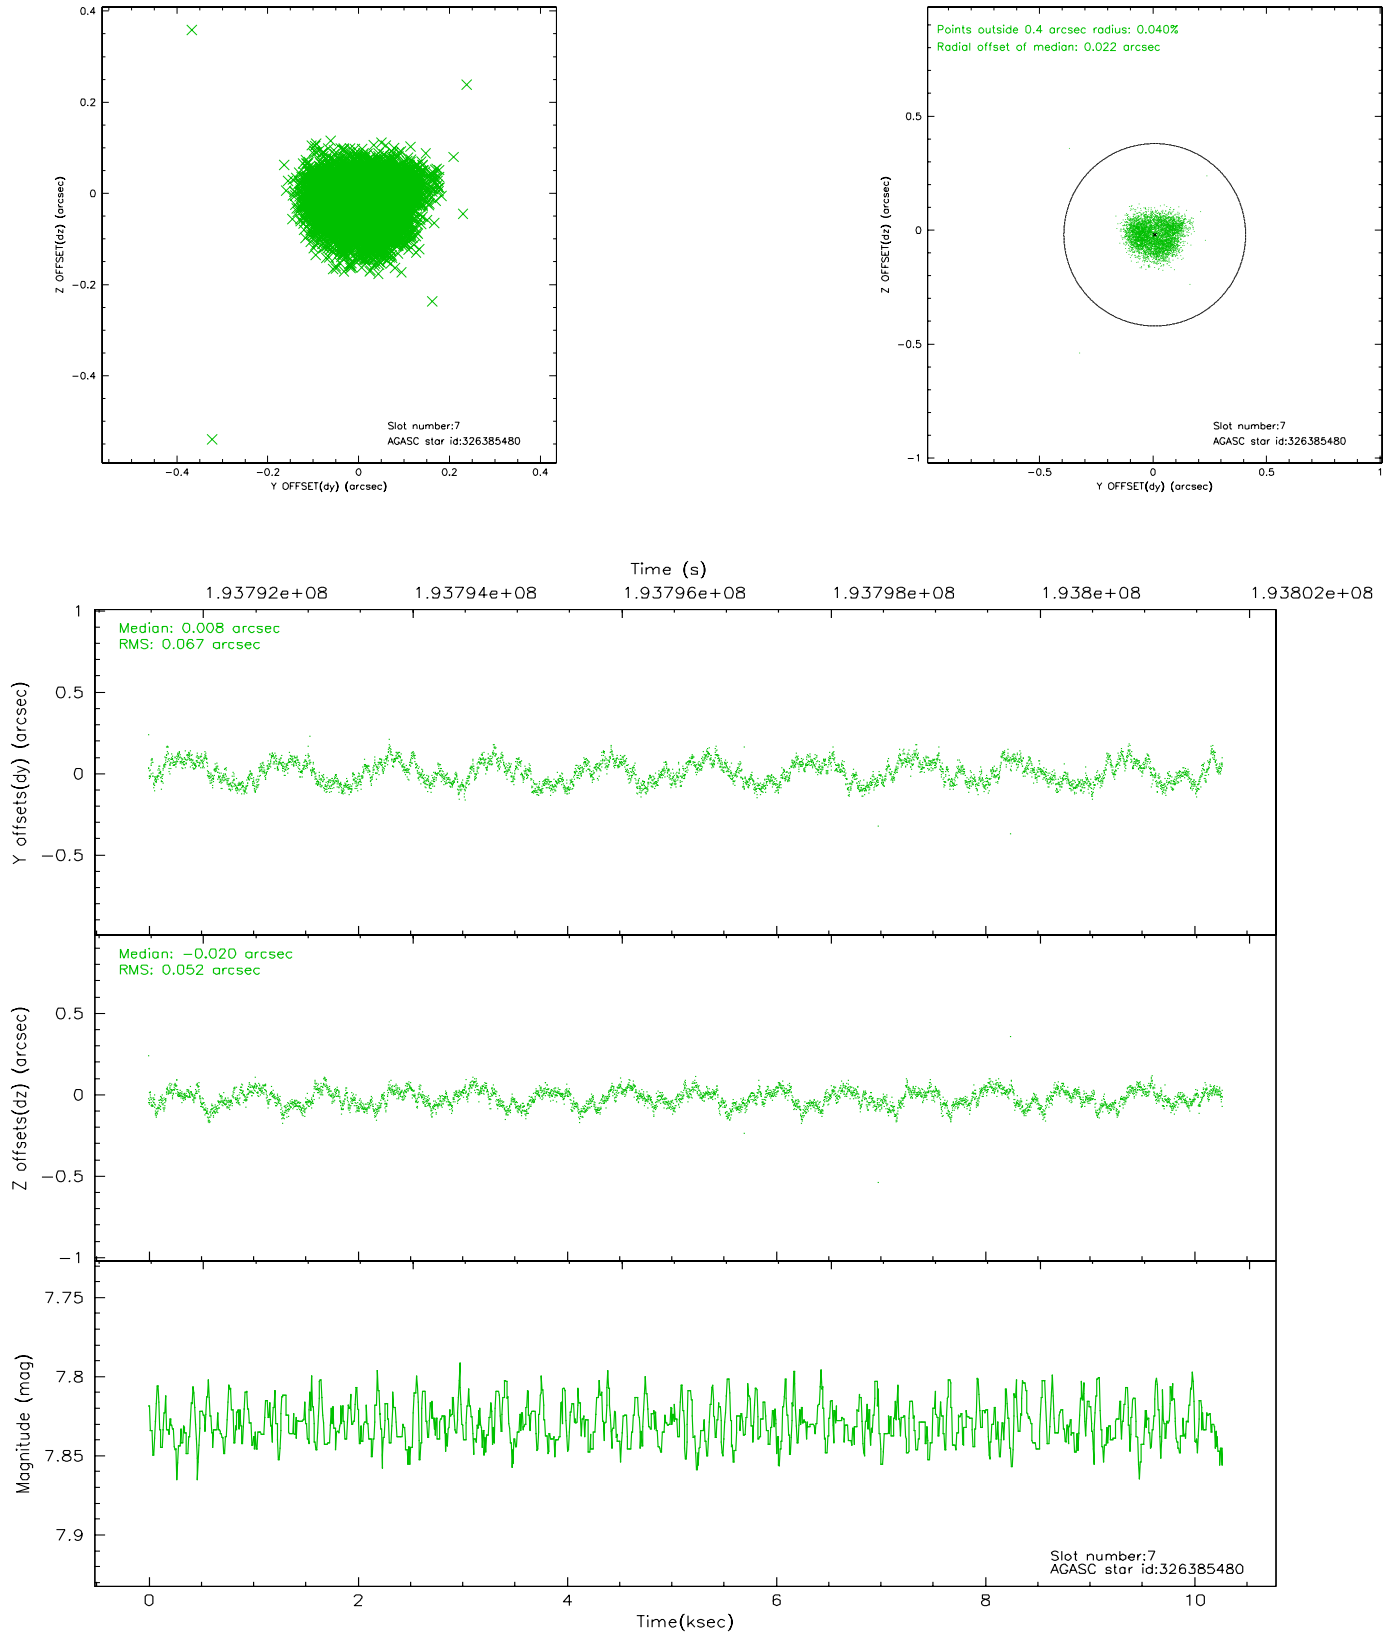 0.4
0.2
0
−0.2
−0.4
Z OFFSET(dz) (arcsec)
−0.4 −0.2 0 0.2 0.4
Y OFFSET(dy) (arcsec)
Slot number:7
AGASC star id:326385480
Points outside 0.4 arcsec radius: 0.040%
Radial offset of median: 0.022 arcsec
0.5
0
−0.5
−1
Z OFFSET(dz) (arcsec)
−0.5 0 0.5 1
Y OFFSET(dy) (arcsec)
Slot number:7
AGASC star id:326385480
Time (s)
1.93792e+08 1.93794e+08 1.93796e+08 1.93798e+08 1.938e+08 1.93802e+08
Median: 0.008 arcsec
RMS: 0.067 arcsec
1
0.5
0
−0.5
Y offsets(dy) (arcsec)
Median: −0.020 arcsec
RMS: 0.052 arcsec
0.5
0
−0.5
−1
Z offsets(dz) (arcsec)
7.75
7.8
7.85
7.9
Magnitude (mag)
Slot number:7
AGASC star id:326385480
0 2 4 6 8 10
Time(ksec)